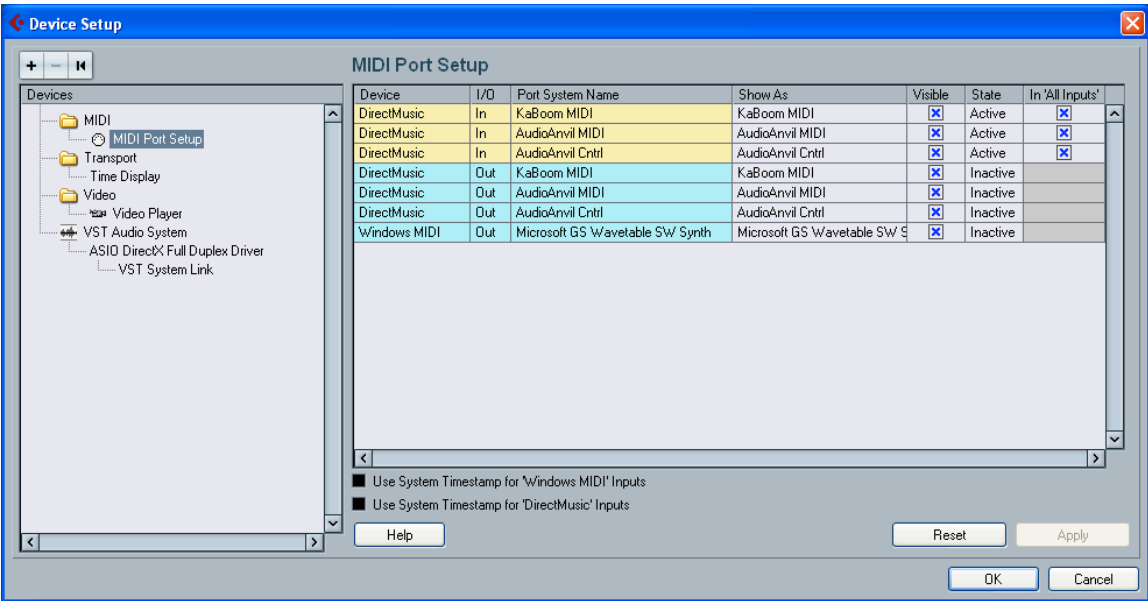 Device Setup
+ −
MIDI Port Setup
Devices
MIDI
MIDI Port Setup
Transport
Time Display
Video
Video Player
VST Audio System
ASIO DirectX Full Duplex Driver
VST System Link
Device I/O Port System Name Show As Visible State In 'All Inputs'
DirectMusic In KaBoom MIDI KaBoom MIDI Active
DirectMusic In AudioAnvil MIDI AudioAnvil MIDI Active
DirectMusic In AudioAnvil Cntrl AudioAnvil Cntrl Active
DirectMusic Out KaBoom MIDI KaBoom MIDI Inactive
DirectMusic Out AudioAnvil MIDI AudioAnvil MIDI Inactive
DirectMusic Out AudioAnvil Cntrl AudioAnvil Cntrl Inactive
Windows MIDI Out Microsoft GS Wavetable SW Synth Microsoft GS Wavetable SW S Inactive
Use System Timestamp for 'Windows MIDI' Inputs
Use System Timestamp for 'DirectMusic' Inputs
Help Reset Apply
OK Cancel